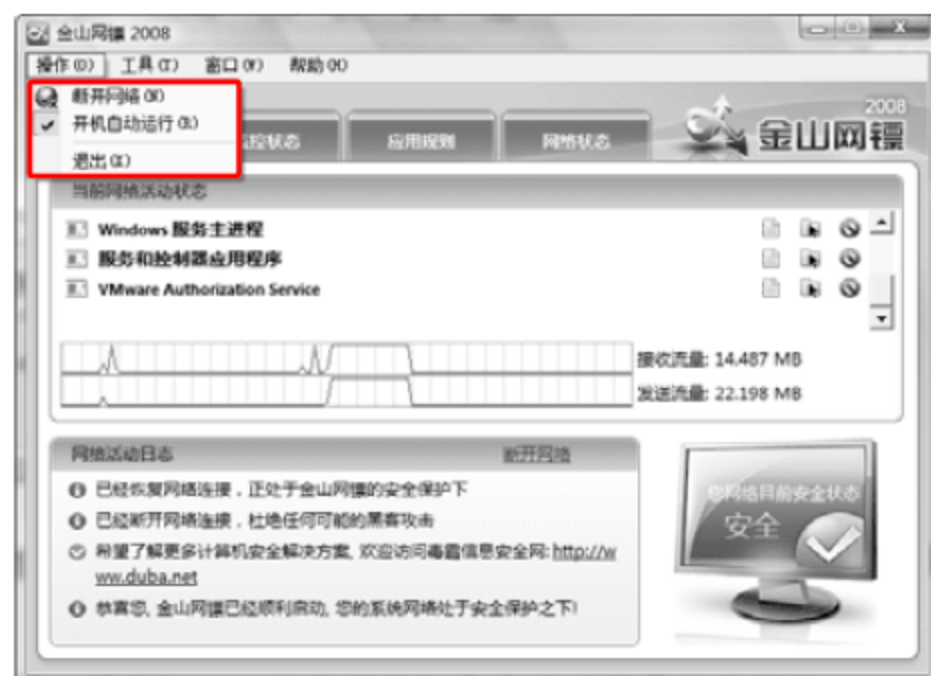 金山网镖 2008
操作(O) 工具(T) 窗口(W) 帮助(H)
断开网络(N)
开机自动运行(R)
退出(X)
监控状态 应用规则 网络状态
2008
金山网镖
当前网络活动状态
Windows 服务主进程
服务和控制器应用程序
VMware Authorization Service
接收流量: 14.487 MB
发送流量: 22.198 MB
网络活动日志 断开网络
已经恢复网络连接，正处于金山网镖的安全保护下
已经断开网络连接，杜绝任何可能的黑客攻击
希望了解更多计算机安全解决方案, 欢迎访问毒霸信息安全网: http://w
ww.duba.net
恭喜您, 金山网镖已经顺利启动, 您的系统网络处于安全保护之下!
您网络目前安全状态
安全